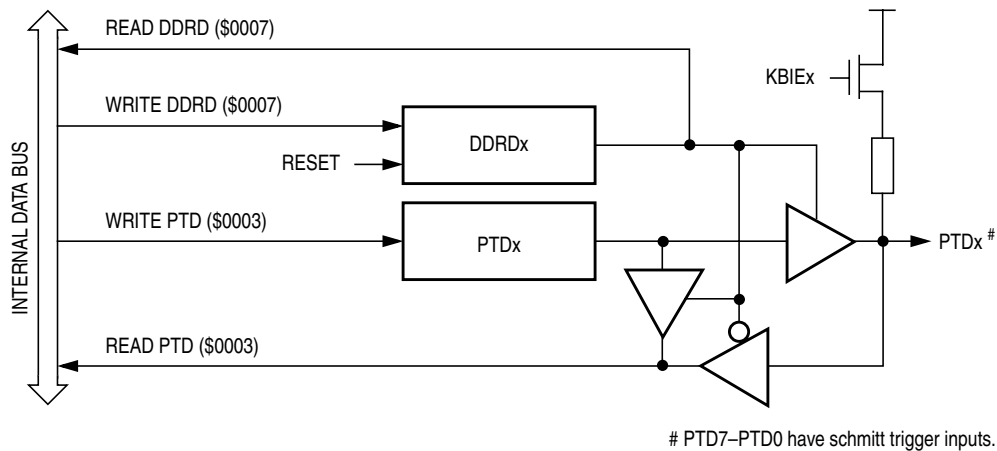 READ DDRD ($0007)
KBIEx
WRITE DDRD ($0007)
DDRDx
RESET
INTERNAL DATA BUS
WRITE PTD ($0003)
PTDx
PTDx #
READ PTD ($0003)
# PTD7–PTD0 have schmitt trigger inputs.